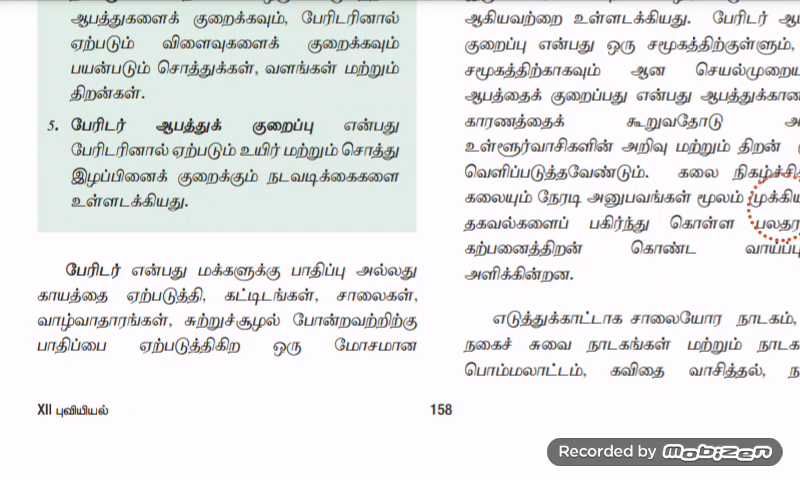 ஆபத்துகளைக் குறைக்கவும், பேரிடரினால்
ஏற்படும் விளைவுகளைக் குறைக்கவும்
பயன்படும் சொத்துக்கள், வளங்கள் மற்றும்
திறன்கள்.
5. பேரிடர் ஆபத்துக் குறைப்பு என்பது
பேரிடரினால் ஏற்படும் உயிர் மற்றும் சொத்து
இழப்பினைக் குறைக்கும் நடவடிக்கைகளை
உள்ளடக்கியது.
பேரிடர் என்பது மக்களுக்கு பாதிப்பு அல்லது
காயத்தை ஏற்படுத்தி, கட்டிடங்கள், சாலைகள்,
வாழ்வாதாரங்கள், சுற்றுச்சூழல் போன்றவற்றிற்கு
பாதிப்பை ஏற்படுத்திகிற ஒரு மோசமான
ஆகியவற்றை உள்ளடக்கியது. பேரிடர்
குறைப்பு என்பது ஒரு சமூகத்திற்குள்ளும்,
சமூகத்திற்காகவும் ஆன
ஆபத்தைக் குறைப்பது என்பது
காரணத்தைக் கூறுவதோடு
உள்ளூர்வாசிகளின் அறிவு மற்றும் திறன்
வெளிப்படுத்தவேண்டும். கலை
கலையும் நேரடி அனுபவங்கள் மூலம்
தகவல்களைப் பகிர்ந்து கொள்ள
கற்பனைத்திறன் கொண்ட
அளிக்கின்றன.
எடுத்துக்காட்டாக சாலையோர நாடகம்,
நகைச் சுவை நாடகங்கள் மற்றும்
பொம்மலாட்டம், கவிதை வாசித்தல்,
XII புவியியல்
158
Recorded by mobizen